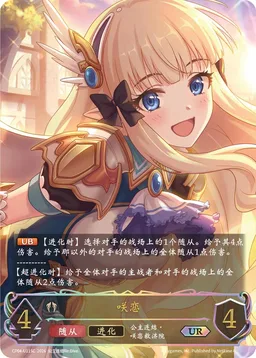 UB【进化时】选择对手的战场上的1个随从。给予其4点
伤害。给予那以外的对手的战场上的全体随从1点伤害。
【超进化时】给予全体对手的主战者和对手的战场上的全
体随从2点伤害。
咲恋
4
4
随从
进化
公主连结·
咲恋救济院
UR